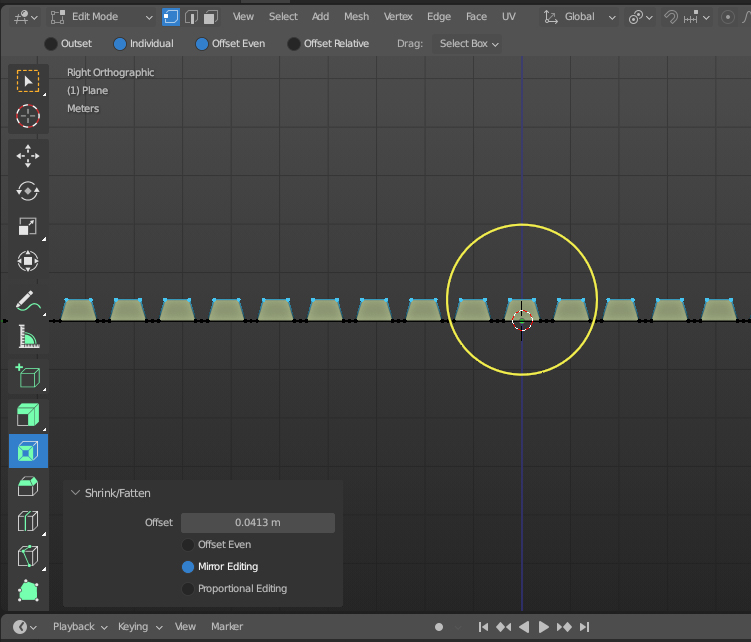 Edit Mode View Select Add Mesh Vertex Edge Face UV Global
Outset Individual Offset Even Offset Relative Drag: Select Box
Right Orthographic
(1) Plane
Meters
Shrink/Fatten
Offset 0.0413 m
Offset Even
Mirror Editing
Proportional Editing
Playback Keying View Marker